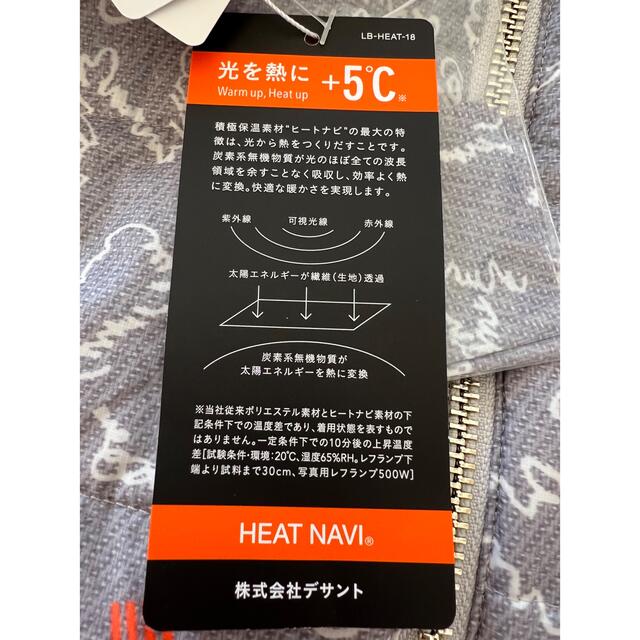 LB-HEAT-18
光を熱に +5℃※
Warm up, Heat up
積極保温素材"ヒートナビ"の最大の特
徴は、光から熱をつくりだすことです。
炭素系無機物質が光のほぼ全ての波長
領域を余すことなく吸収し、効率よく熱
に変換。快適な暖かさを実現します。
紫外線 可視光線 赤外線
太陽エネルギーが繊維(生地)透過
炭素系無機物質が
太陽エネルギーを熱に変換
※当社従来ポリエステル素材とヒートナビ素材の下
記条件下での温度差であり、着用状態を表すもので
はありません。一定条件下での10分後の上昇温度
差[試験条件・環境:20℃、湿度65%RH。レフランプ下
端より試料まで30cm、写真用レフランプ500W]
HEAT NAVI®
株式会社デサント